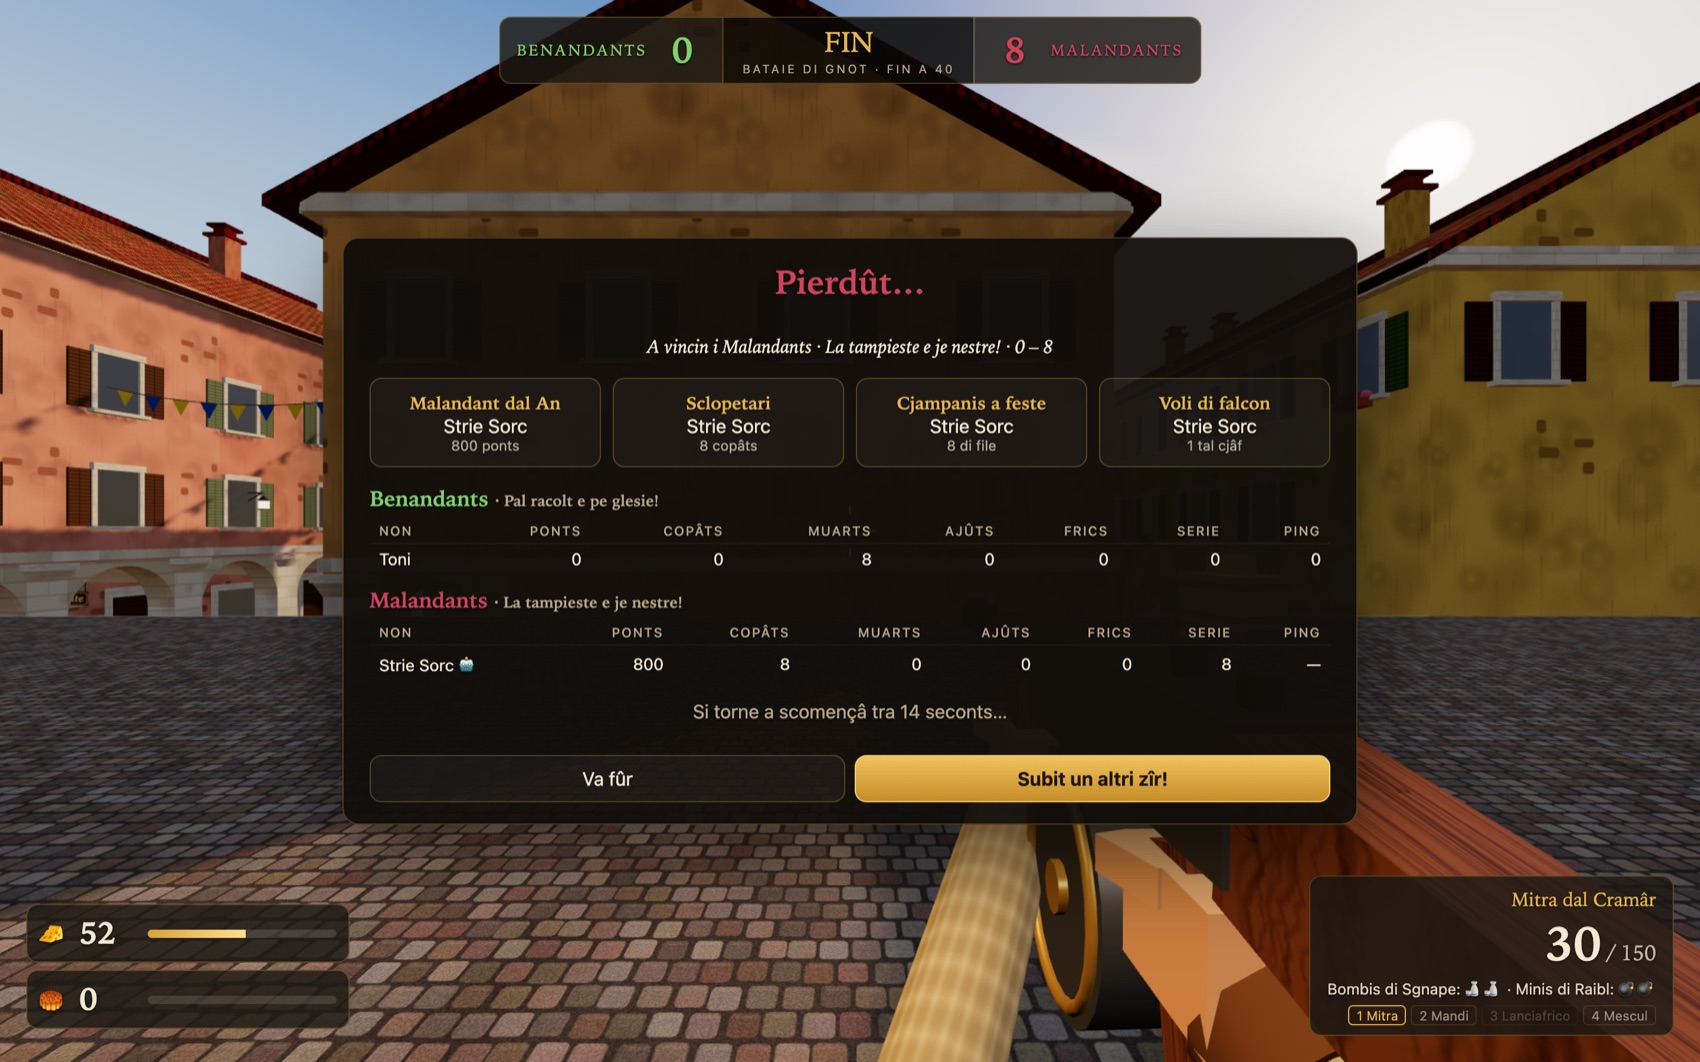 BENANDANTS 0
FIN
BATAIE DI GNOT · FIN A 40
8 MALANDANTS
Pierdût...
A vincin i Malandants · La tampieste e je nestre! · 0 – 8
Malandant dal An
Strie Sorc
800 ponts
Sclopetari
Strie Sorc
8 copâts
Cjampanis a feste
Strie Sorc
8 di file
Voli di falcon
Strie Sorc
1 tal cjâf
Benandants · Pal racolt e pe glesie!
NON PONTS COPÂTS MUARTS AJÛTS FRICS SERIE PING
Toni 0 0 8 0 0 0 0
Malandants · La tampieste e je nestre!
NON PONTS COPÂTS MUARTS AJÛTS FRICS SERIE PING
Strie Sorc 800 8 0 0 0 8 —
Si torne a scomençâ tra 14 seconts...
Va fûr
Subit un altri zîr!
52
0
Mitra dal Cramâr
30 / 150
Bombis di Sgnape: · Minis di Raibl:
1 Mitra 2 Mandi 3 Lanciafrico 4 Mescul